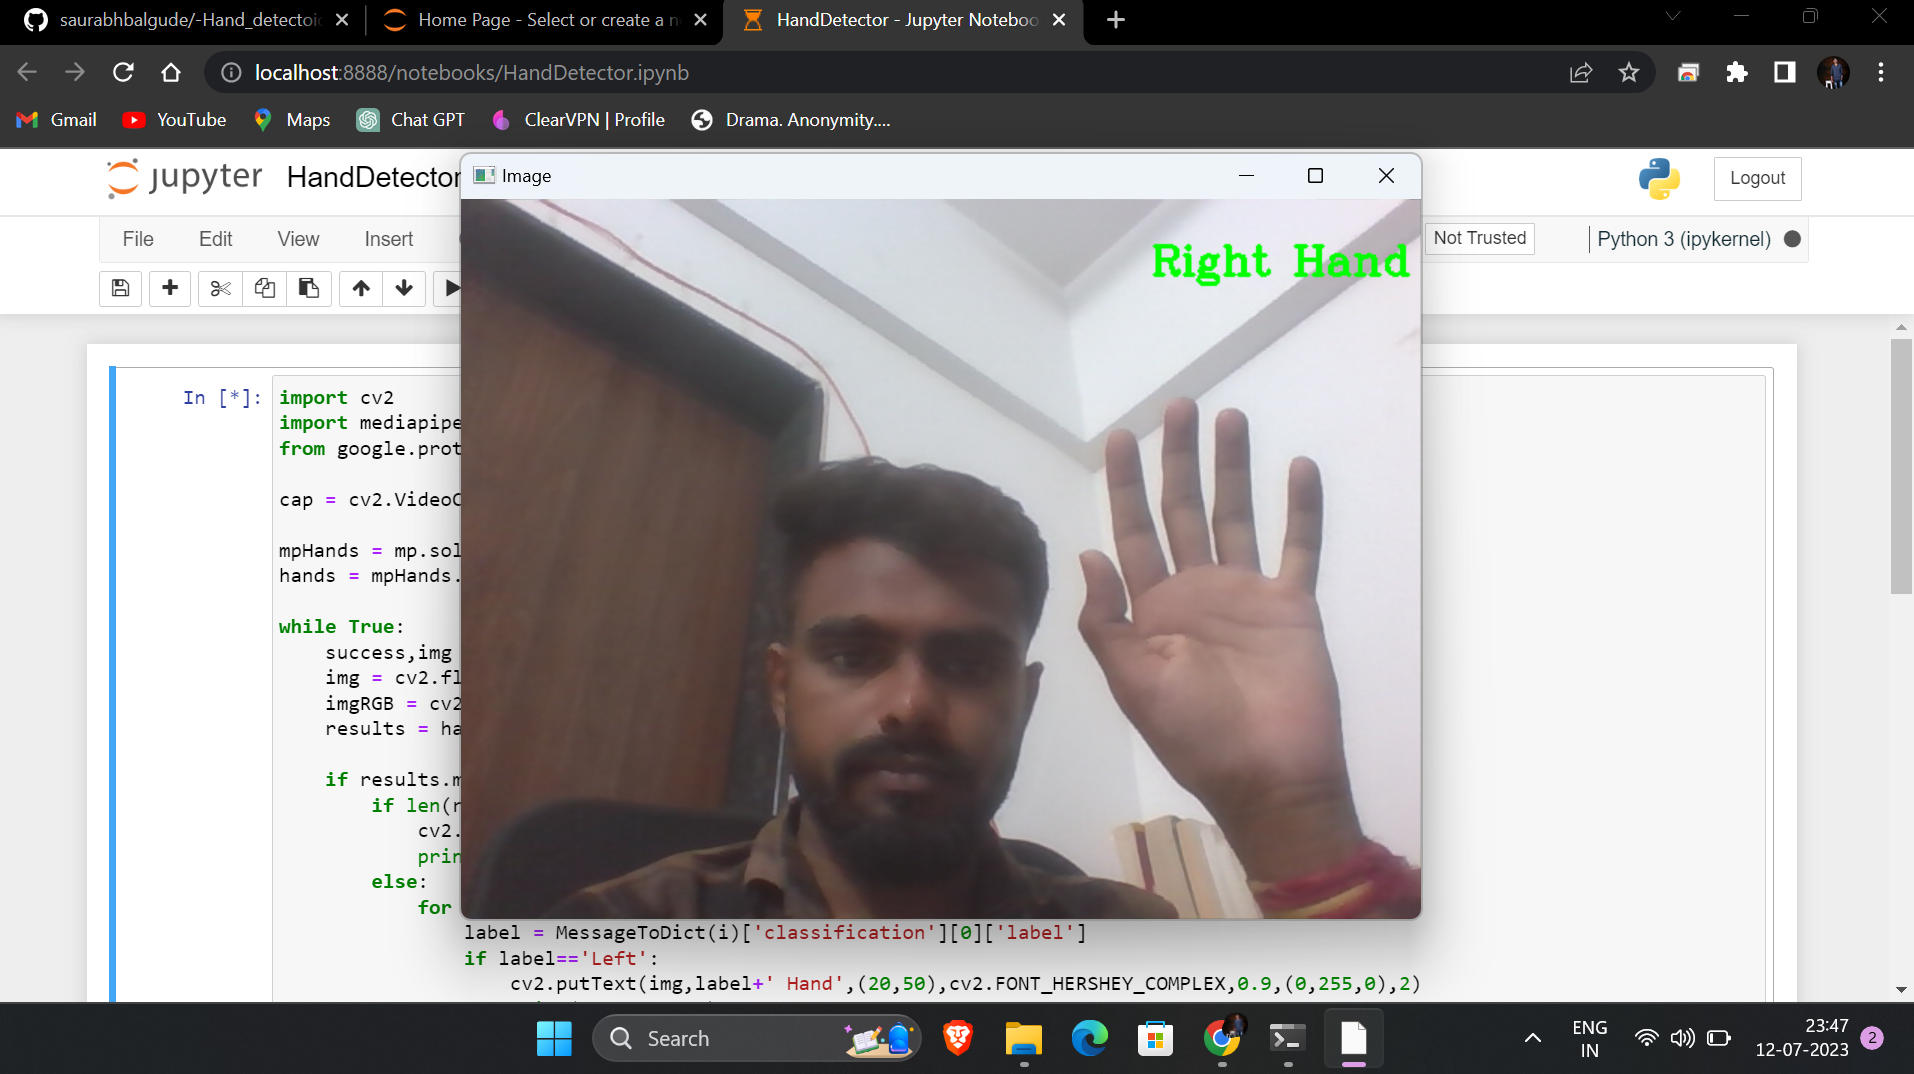 saurabhbalgude/-Hand_detectoi
Home Page - Select or create a n
HandDetector - Jupyter Noteboo
localhost:8888/notebooks/HandDetector.ipynb
Gmail
YouTube
Maps
Chat GPT
ClearVPN | Profile
Drama. Anonymity....
jupyter
HandDetector
Image
Logout
File
Edit
View
Insert
Not Trusted
Python 3 (ipykernel)
Right Hand
In [*]:
import cv2
import mediapipe
from google.prot
cap = cv2.VideoC
mpHands = mp.sol
hands = mpHands.
while True:
success,img
img = cv2.fl
imgRGB = cv2
results = ha
if results.m
if len(r
cv2.
prin
else:
for
label = MessageToDict(i)['classification'][0]['label']
if label=='Left':
cv2.putText(img,label+' Hand',(20,50),cv2.FONT_HERSHEY_COMPLEX,0.9,(0,255,0),2)
Search
ENG
IN
23:47
12-07-2023
2